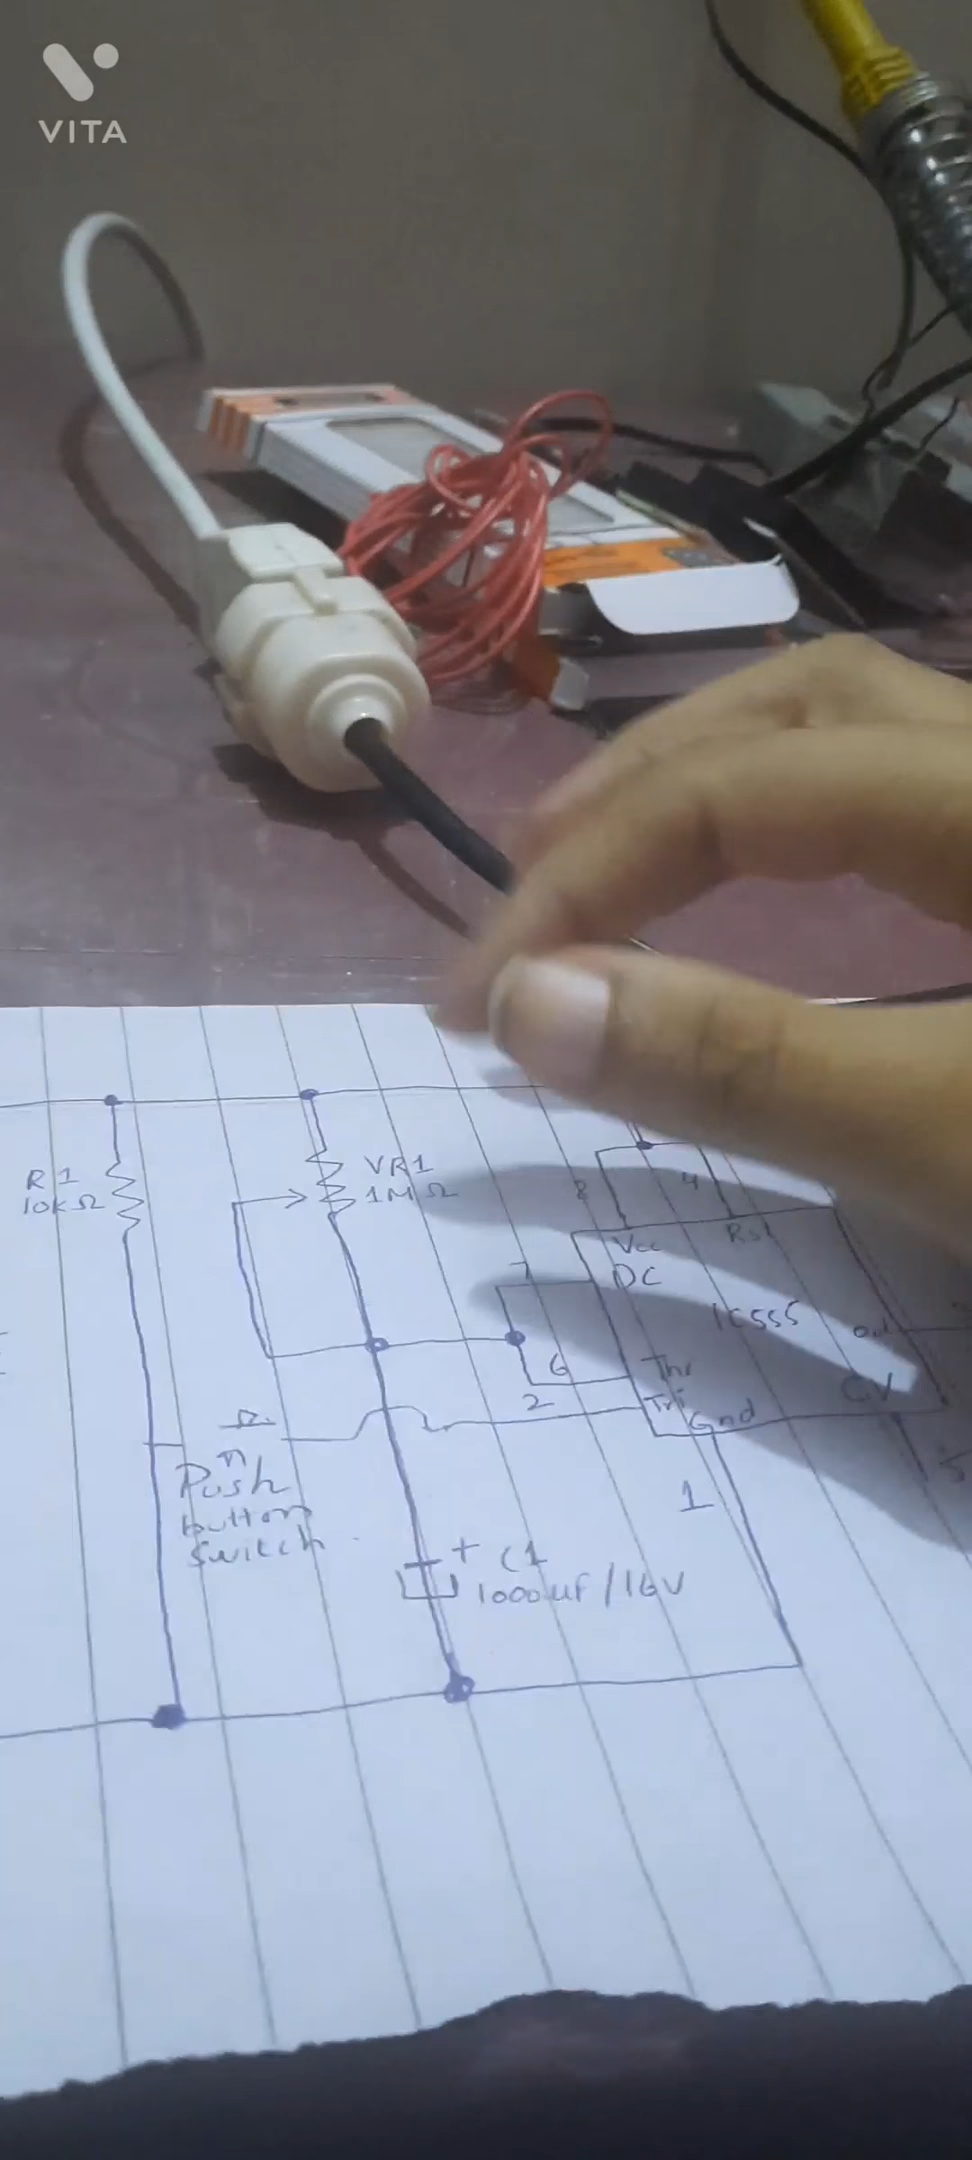 VITA
R1
10KΩ
VR1
1MΩ
8
4
Vcc
Rst
7
DC
IC555
Out
6
Thr
2
Tri
Gnd
CV
5
1
Push
button
switch
+ C1
1000uf/16V